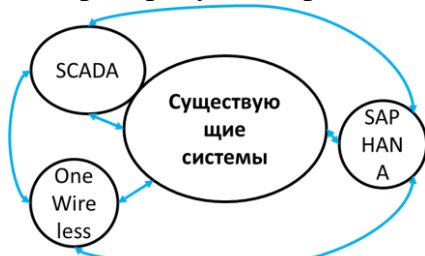 SCADA
Существую
щие
системы
SAP
HAN
A
One
Wire
less